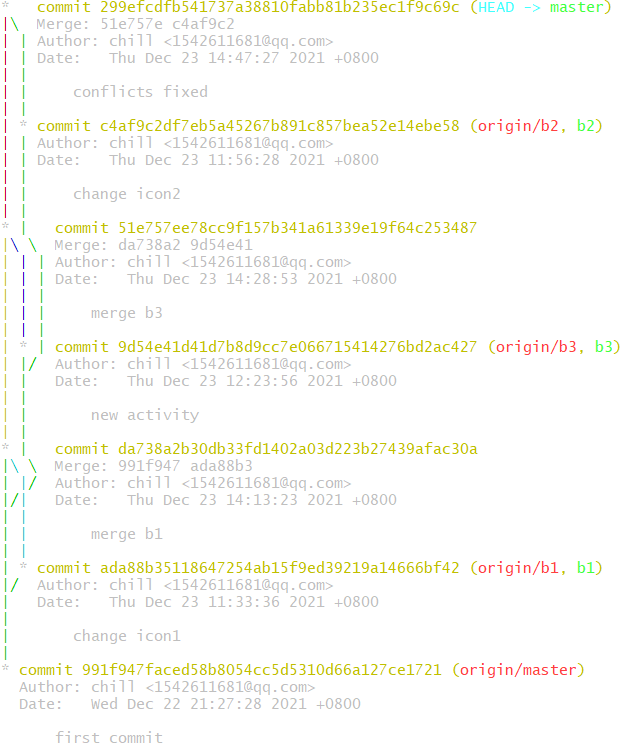 * commit 299efcdfb541737a38810fabb81b235ec1f9c69c (HEAD -> master)
|\ Merge: 51e757e c4af9c2
| | Author: chill <1542611681@qq.com>
| | Date: Thu Dec 23 14:47:27 2021 +0800
| |
| | conflicts fixed
| |
| * commit c4af9c2df7eb5a45267b891c857bea52e14ebe58 (origin/b2, b2)
| | Author: chill <1542611681@qq.com>
| | Date: Thu Dec 23 11:56:28 2021 +0800
| |
| | change icon2
| |
* | commit 51e757ee78cc9f157b341a61339e19f64c253487
|\ \ Merge: da738a2 9d54e41
| | | Author: chill <1542611681@qq.com>
| | | Date: Thu Dec 23 14:28:53 2021 +0800
| | |
| | | merge b3
| | |
| * | commit 9d54e41d41d7b8d9cc7e066715414276bd2ac427 (origin/b3, b3)
| |/ Author: chill <1542611681@qq.com>
| | Date: Thu Dec 23 12:23:56 2021 +0800
| |
| | new activity
| |
* | commit da738a2b30db33fd1402a03d223b27439afac30a
|\ \ Merge: 991f947 ada88b3
| |/ Author: chill <1542611681@qq.com>
|/| Date: Thu Dec 23 14:13:23 2021 +0800
| |
| | merge b1
| |
| * commit ada88b35118647254ab15f9ed39219a14666bf42 (origin/b1, b1)
|/ Author: chill <1542611681@qq.com>
| Date: Thu Dec 23 11:33:36 2021 +0800
|
| change icon1
|
* commit 991f947faced58b8054cc5d5310d66a127ce1721 (origin/master)
Author: chill <1542611681@qq.com>
Date: Wed Dec 22 21:27:28 2021 +0800
first commit